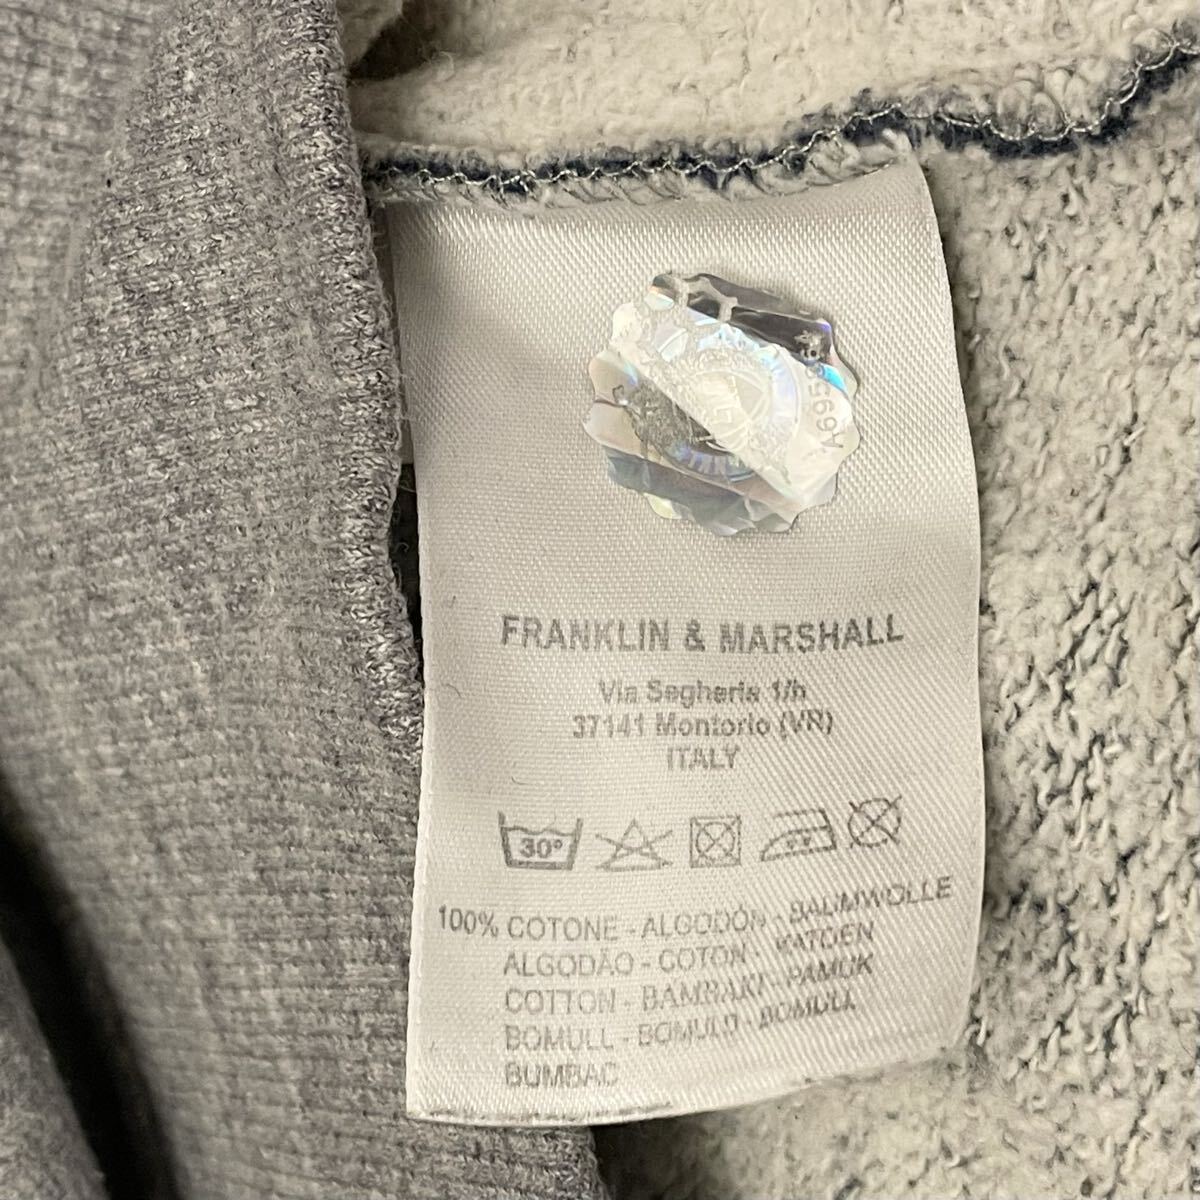 FRANKLIN & MARSHALL
Via Segheria 1/h
37141 Montorio (VR)
ITALY
30°
100% COTONE - ALGODÓN - BAUMWOLLE
ALGODÃO - COTON - KATOEN
COTTON - BAMBAKI - PAMUK
BOMULL - BOMULD - BOMULL
BUMBAC